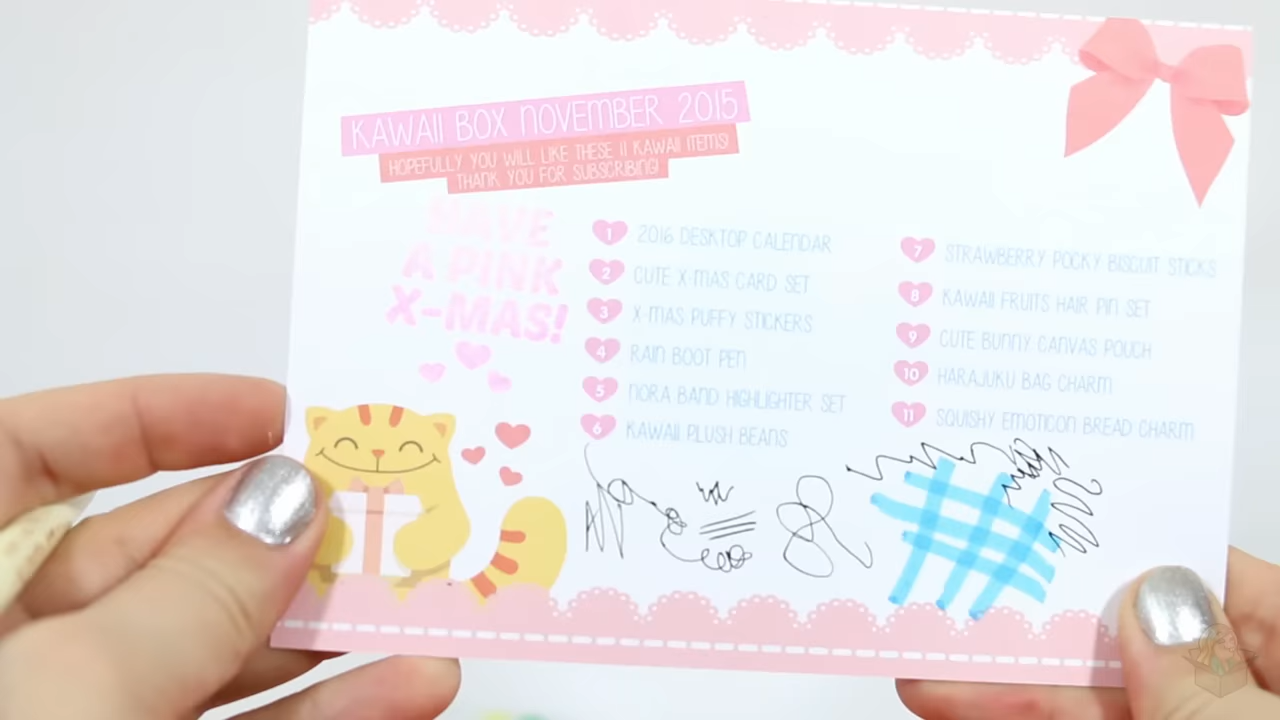 KAWAII BOX NOVEMBER 2015
HOPEFULLY YOU WILL LIKE THESE 11 KAWAII ITEMS!
THANK YOU FOR SUBSCRIBING!
HAVE
A PINK
X-MAS!
1 2016 DESKTOP CALENDAR
2 CUTE X-MAS CARD SET
3 X-MAS PUFFY STICKERS
4 RAIN BOOT PEN
5 NORA BAND HIGHLIGHTER SET
6 KAWAII PLUSH BEANS
7 STRAWBERRY POCKY BISCUIT STICKS
8 KAWAII FRUITS HAIR PIN SET
9 CUTE BUNNY CANVAS POUCH
10 HARAJUKU BAG CHARM
11 SQUISHY EMOTICON BREAD CHARM